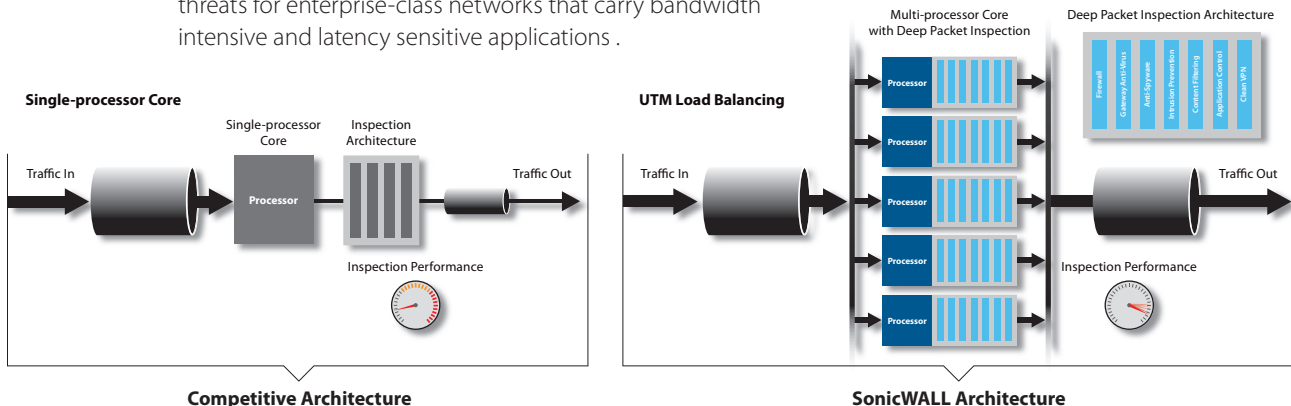 threats for enterprise-class networks that carry bandwidth
intensive and latency sensitive applications .
Single-processor Core
Single-processor
Core
Inspection
Architecture
Traffic In
Processor
Traffic Out
Inspection Performance
Competitive Architecture
UTM Load Balancing
Multi-processor Core
with Deep Packet Inspection
Deep Packet Inspection Architecture
Firewall
Gateway Anti-Virus
Anti-Spyware
Intrusion Prevention
Content Filtering
Application Control
Clean VPN
Traffic In
Processor
Processor
Processor
Processor
Processor
Traffic Out
Inspection Performance
SonicWALL Architecture